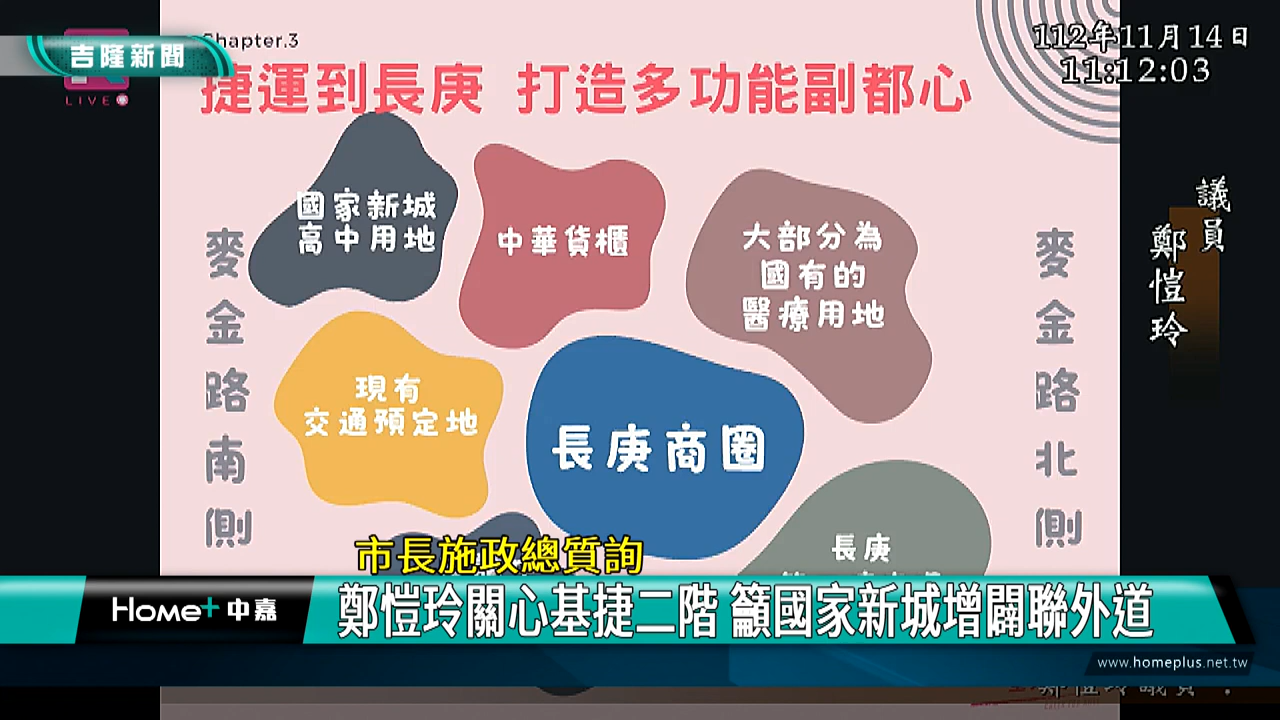 Chapter.3
吉隆新聞
LIVE
112年11月14日
11:12:03
捷運到長庚 打造多功能副都心
議員
鄭愷玲
國家新城
高中用地
中華貨櫃
大部分為
國有的
醫療用地
麥金路南側
麥金路北側
現有
交通預定地
長庚商圈
長庚
市長施政總質詢
Home+中嘉
鄭愷玲關心基捷二階 籲國家新城增闢聯外道
www.homeplus.net.tw